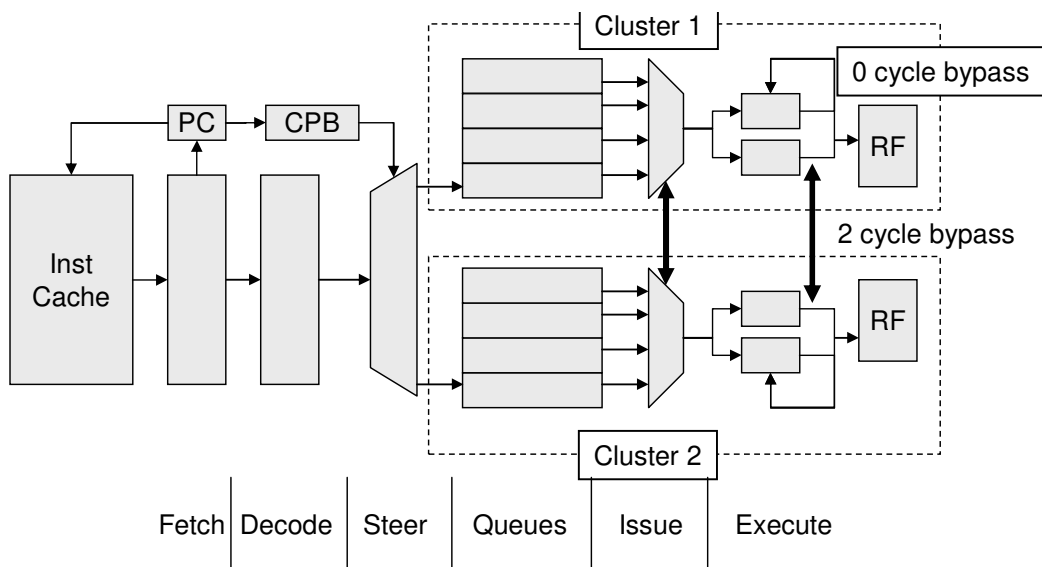 Cluster 1
0 cycle bypass
PC
CPB
RF
Inst
Cache
2 cycle bypass
RF
Cluster 2
Fetch
Decode
Steer
Queues
Issue
Execute